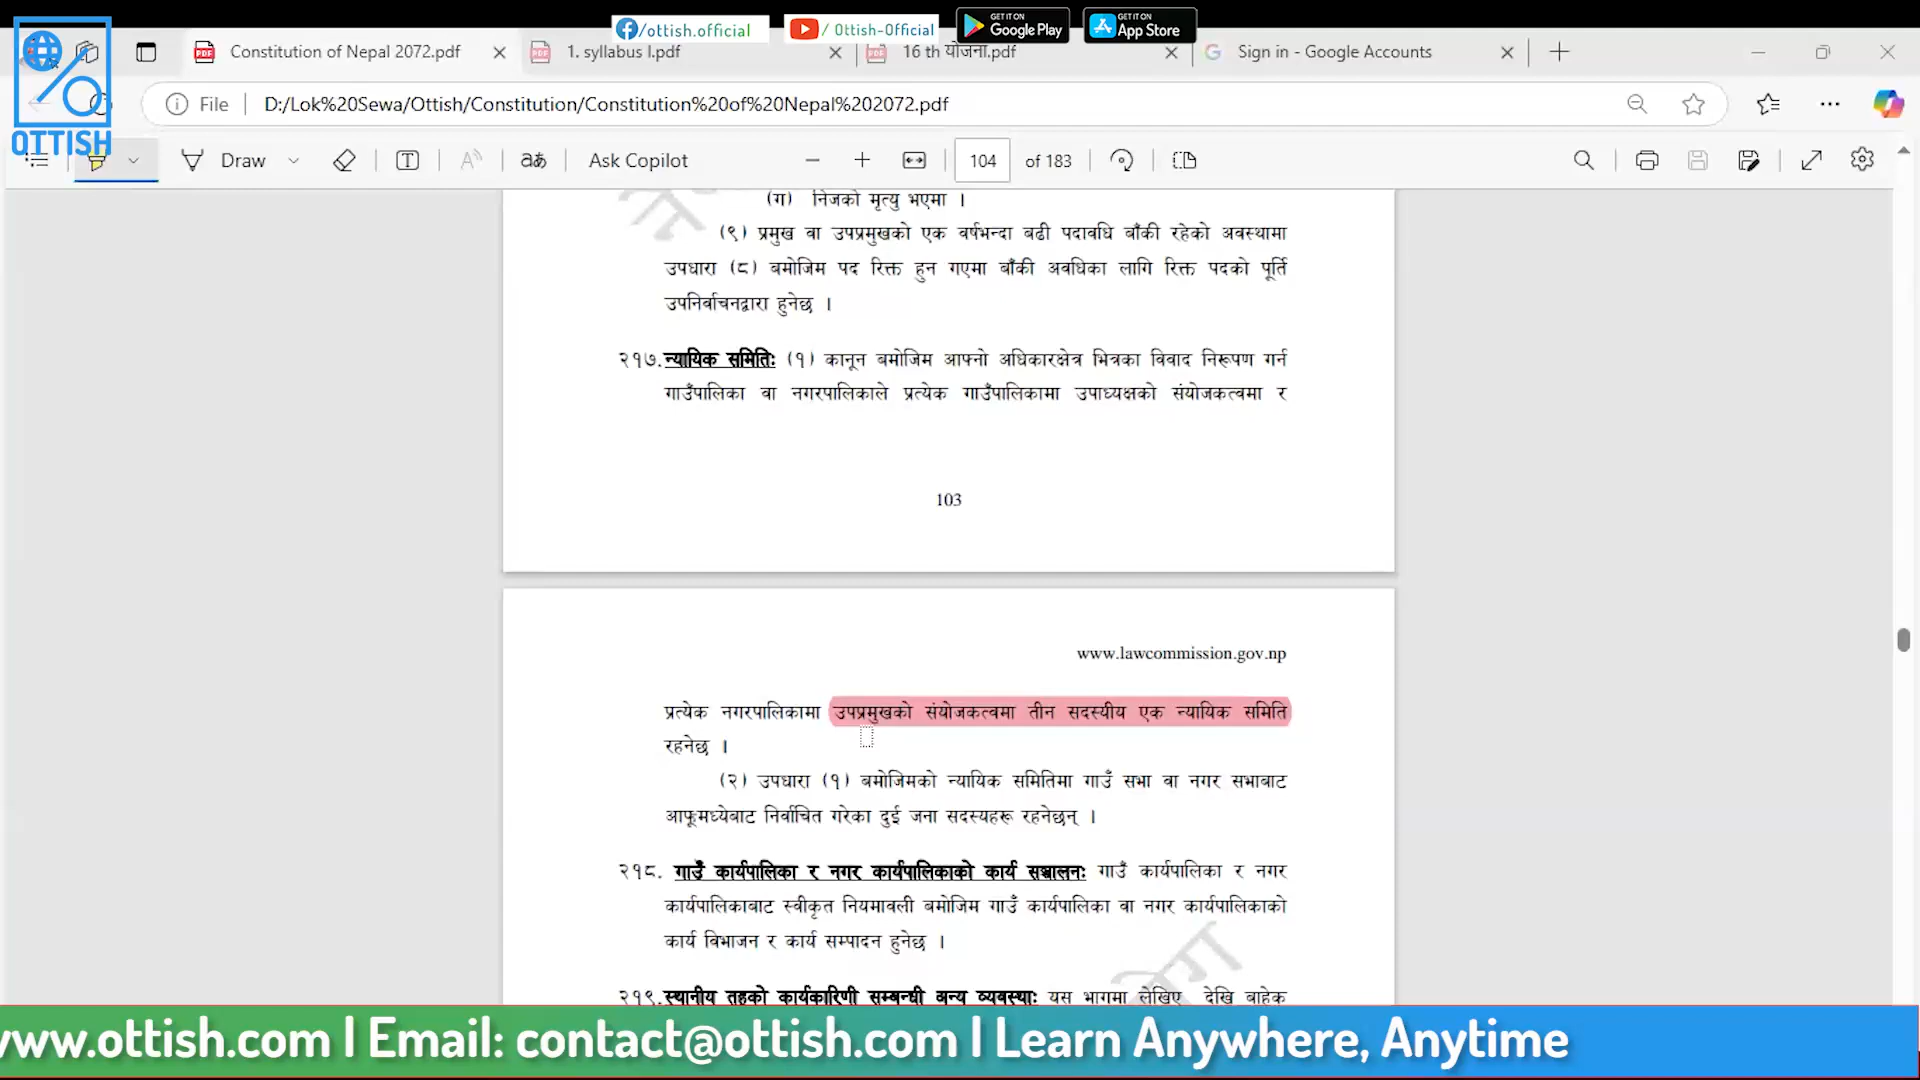 /ottish.official
/ Ottish-Official
GET IT ON
Google Play
GET IT ON
App Store
OTTISH
Constitution of Nepal 2072.pdf
1. syllabus I.pdf
16 th योजना.pdf
Sign in - Google Accounts
File
D:/Lok%20Sewa/Ottish/Constitution/Constitution%20of%20Nepal%202072.pdf
Draw
Ask Copilot
104 of 183
(ग) निजको मृत्यु भएमा ।
(९) प्रमुख वा उपप्रमुखको एक वर्षभन्दा बढी पदावधि बाँकी रहेको अवस्थामा
उपधारा (८) बमोजिम पद रिक्त हुन गएमा बाँकी अवधिका लागि रिक्त पदको पूर्ति
उपनिर्वाचनद्वारा हुनेछ ।
२१७. न्यायिक समितिः (१) कानून बमोजिम आफ्नो अधिकारक्षेत्र भित्रका विवाद निरूपण गर्न
गाउँपालिका वा नगरपालिकाले प्रत्येक गाउँपालिकामा उपाध्यक्षको संयोजकत्वमा र
103
www.lawcommission.gov.np
प्रत्येक नगरपालिकामा उपप्रमुखको संयोजकत्वमा तीन सदस्यीय एक न्यायिक समिति
रहनेछ ।
(२) उपधारा (१) बमोजिमको न्यायिक समितिमा गाउँ सभा वा नगर सभाबाट
आफूमध्येबाट निर्वाचित गरेका दुई जना सदस्यहरू रहनेछन् ।
२१८. गाउँ कार्यपालिका र नगर कार्यपालिकाको कार्य सञ्चालनः गाउँ कार्यपालिका र नगर
कार्यपालिकाबाट स्वीकृत नियमावली बमोजिम गाउँ कार्यपालिका वा नगर कार्यपालिकाको
कार्य विभाजन र कार्य सम्पादन हुनेछ ।
२१९. स्थानीय तहको कार्यकारिणी सम्बन्धी अन्य व्यवस्थाः यस भागमा लेखिए देखि बाहेक
www.ottish.com | Email: contact@ottish.com | Learn Anywhere, Anytime